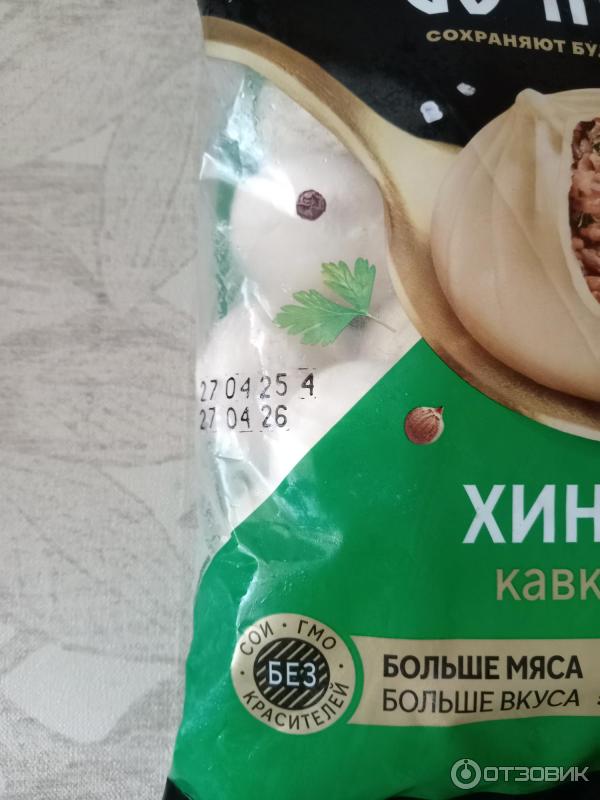 СОХРАНЯЮТ БУ
27 04 25 4
27 04 26
ХИН
кавк
СОИ · ГМО ·
БЕЗ
КРАСИТЕЛЕЙ
БОЛЬШЕ МЯСА
БОЛЬШЕ ВКУСА
ОТЗОВИК